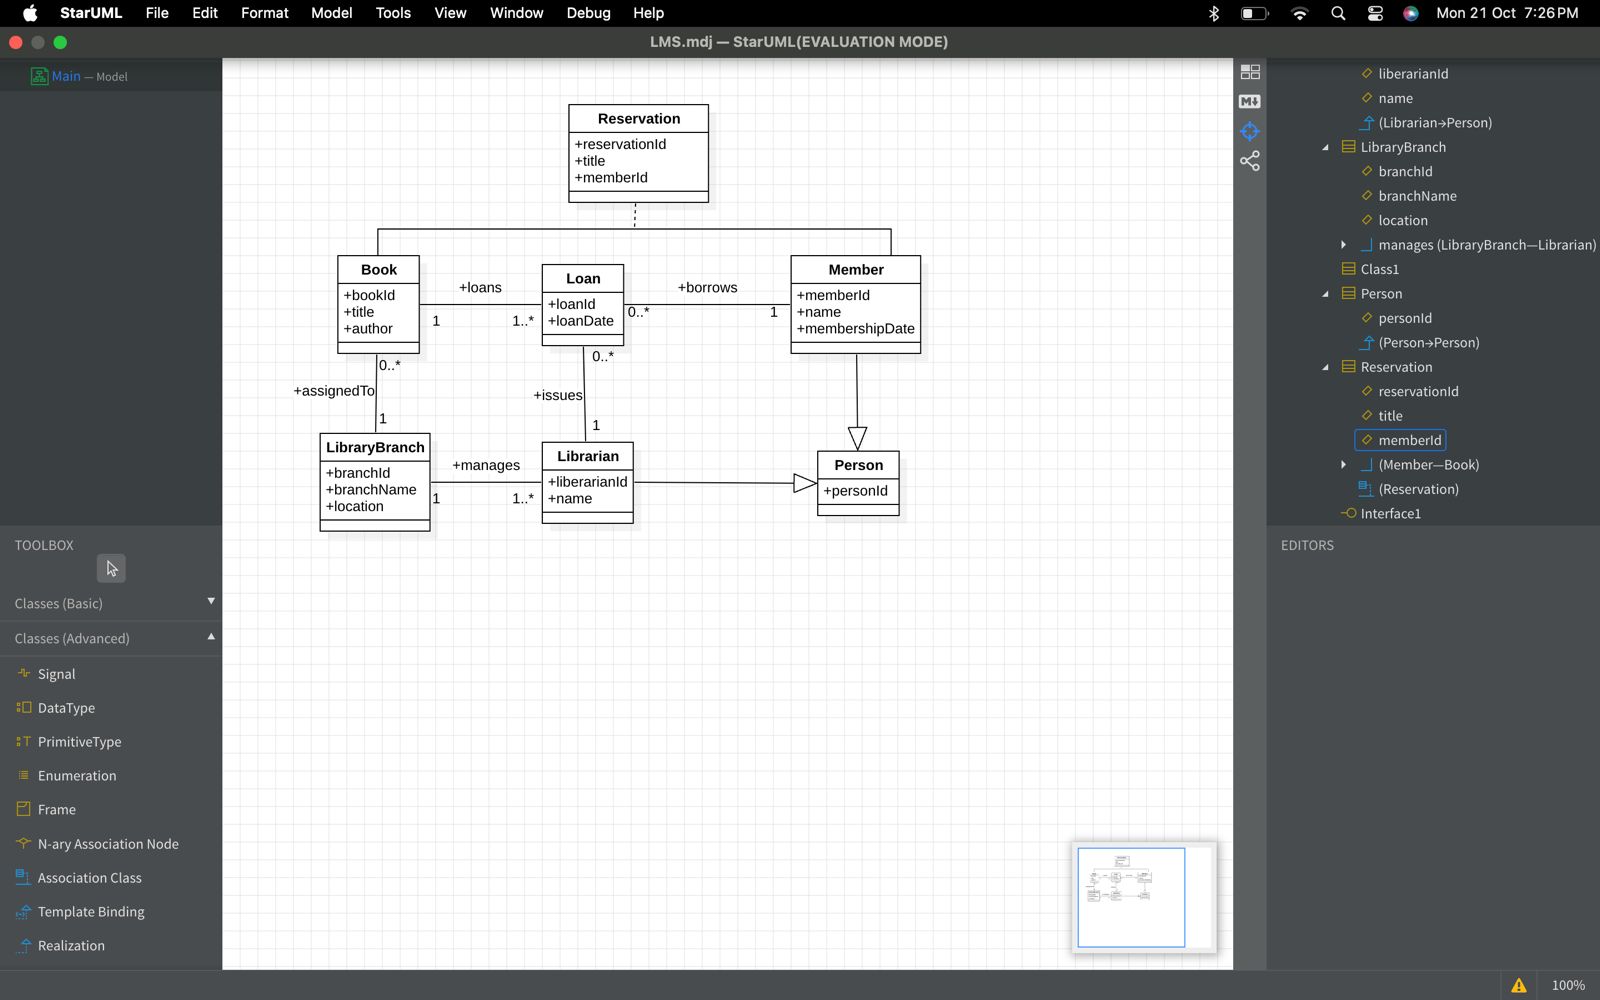 StarUML File Edit Format Model Tools View Window Debug Help Mon 21 Oct 7:26 PM
LMS.mdj — StarUML(EVALUATION MODE)
Main — Model
TOOLBOX
Classes (Basic)
Classes (Advanced)
Signal
DataType
PrimitiveType
Enumeration
Frame
N-ary Association Node
Association Class
Template Binding
Realization
Reservation
+reservationId
+title
+memberId
Book
+bookId
+title
+author
+loans
1
1..*
Loan
+loanId
+loanDate
+borrows
0..*
1
Member
+memberId
+name
+membershipDate
0..*
+assignedTo
1
0..*
+issues
1
LibraryBranch
+branchId
+branchName
+location
+manages
1
1..*
Librarian
+liberarianId
+name
Person
+personId
M
liberarianId
name
(Librarian→Person)
LibraryBranch
branchId
branchName
location
manages (LibraryBranch—Librarian)
Class1
Person
personId
(Person→Person)
Reservation
reservationId
title
memberId
(Member—Book)
(Reservation)
Interface1
EDITORS
100%